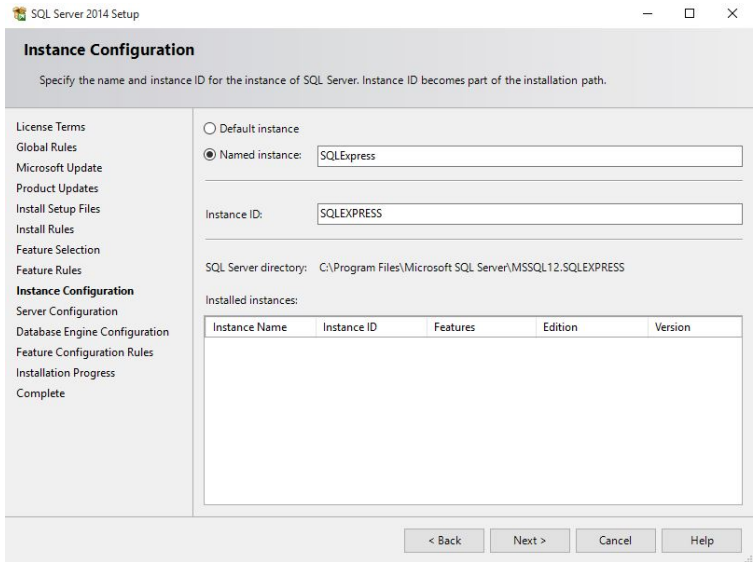 SQL Server 2014 Setup
Instance Configuration
Specify the name and instance ID for the instance of SQL Server. Instance ID becomes part of the installation path.
License Terms
Global Rules
Microsoft Update
Product Updates
Install Setup Files
Install Rules
Feature Selection
Feature Rules
Instance Configuration
Server Configuration
Database Engine Configuration
Feature Configuration Rules
Installation Progress
Complete
Default instance
Named instance: SQLExpress
Instance ID: SQLEXPRESS
SQL Server directory: C:\Program Files\Microsoft SQL Server\MSSQL12.SQLEXPRESS
Installed instances:
Instance Name Instance ID Features Edition Version
< Back Next > Cancel Help